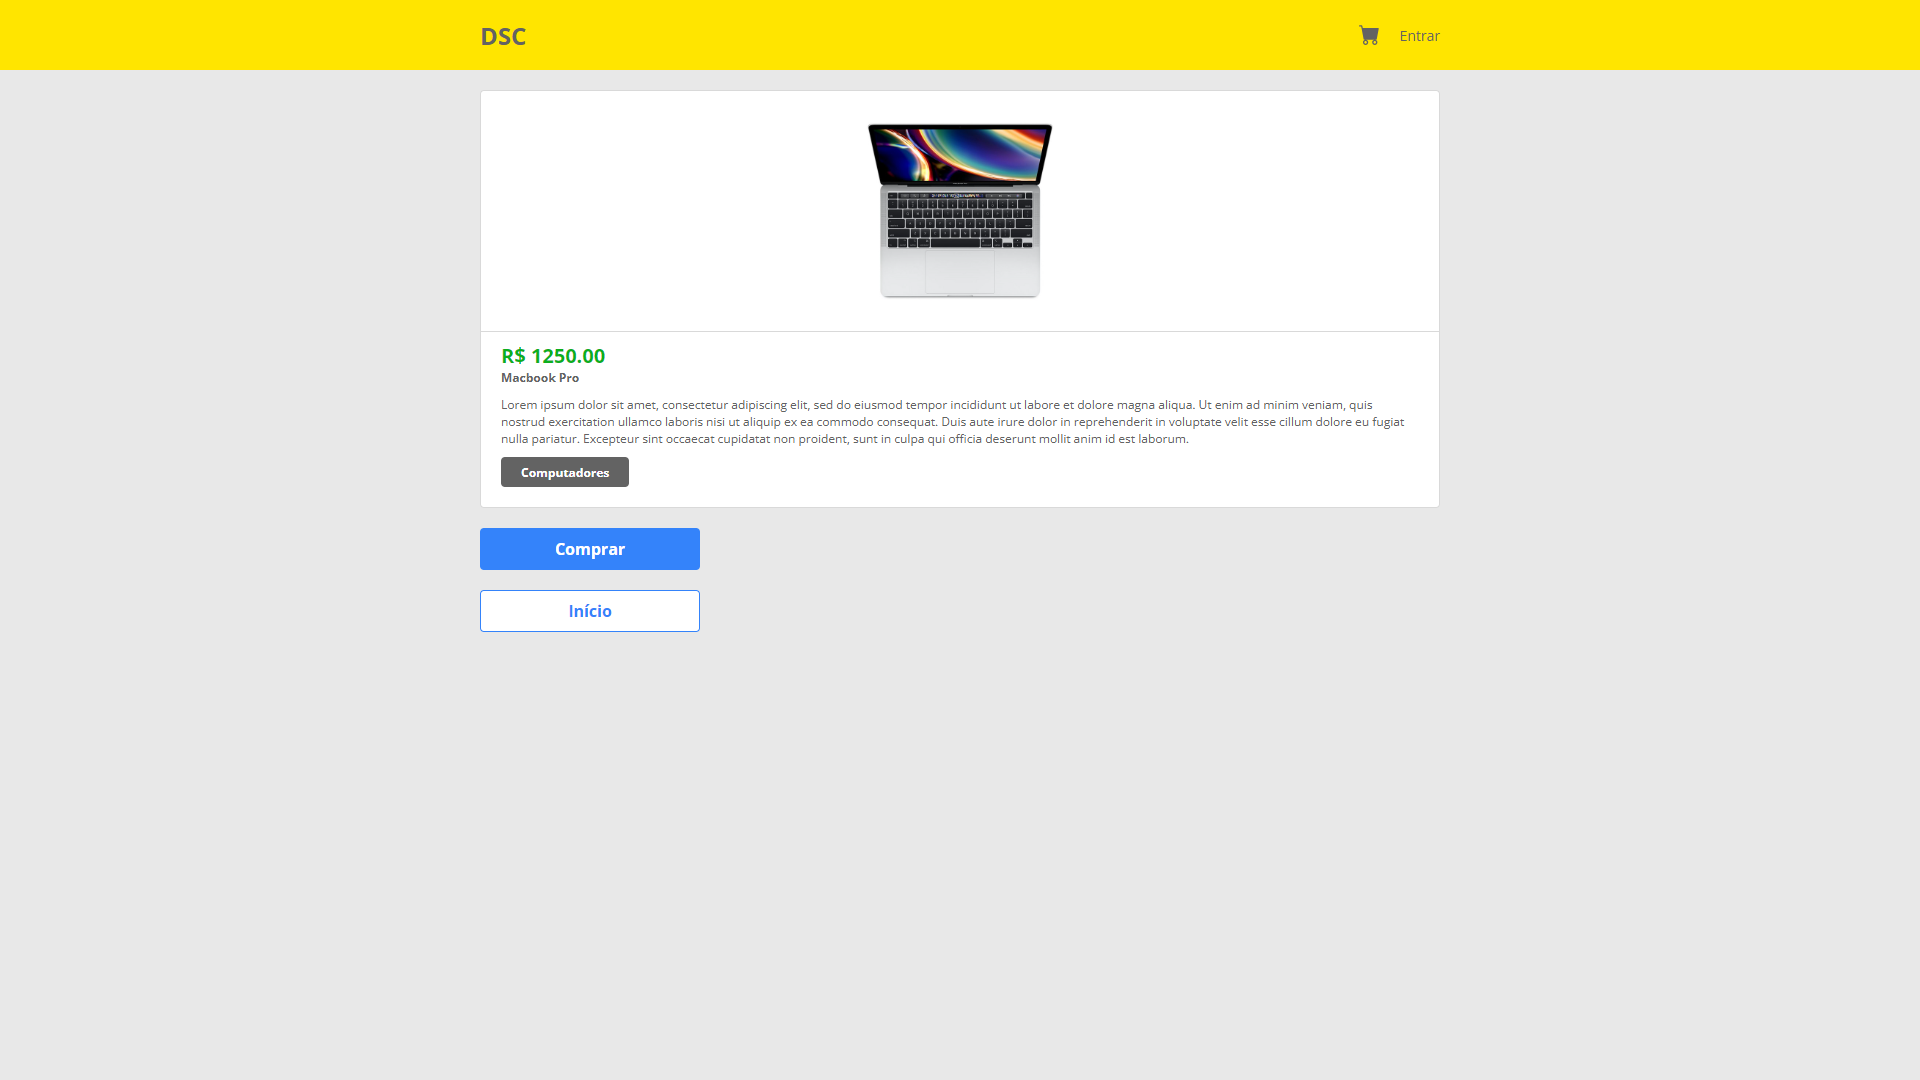 DSC
Entrar
R$ 1250.00
Macbook Pro
Lorem ipsum dolor sit amet, consectetur adipiscing elit, sed do eiusmod tempor incididunt ut labore et dolore magna aliqua. Ut enim ad minim veniam, quis
nostrud exercitation ullamco laboris nisi ut aliquip ex ea commodo consequat. Duis aute irure dolor in reprehenderit in voluptate velit esse cillum dolore eu fugiat
nulla pariatur. Excepteur sint occaecat cupidatat non proident, sunt in culpa qui officia deserunt mollit anim id est laborum.
Computadores
Comprar
Início